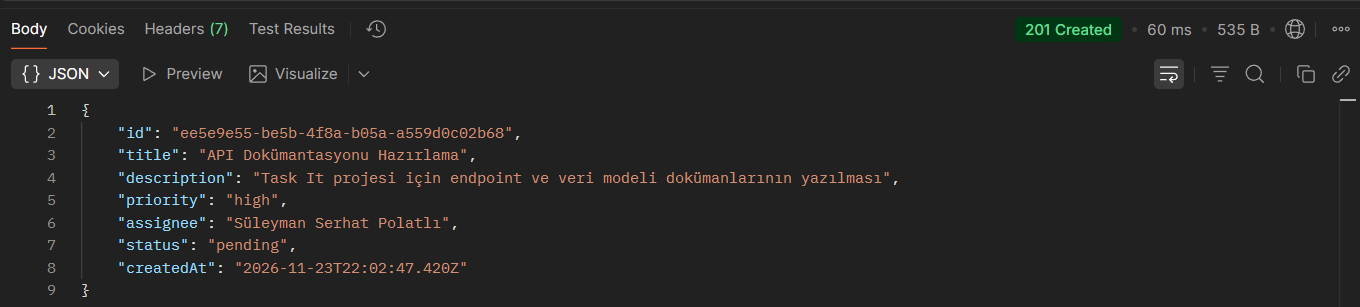 Body Cookies Headers (7) Test Results 201 Created • 60 ms • 535 B •
{} JSON Preview Visualize
1 {
2 "id": "ee5e9e55-be5b-4f8a-b05a-a559d0c02b68",
3 "title": "API Dokümantasyonu Hazırlama",
4 "description": "Task It projesi için endpoint ve veri modeli dokümanlarının yazılması",
5 "priority": "high",
6 "assignee": "Süleyman Serhat Polatlı",
7 "status": "pending",
8 "createdAt": "2026-11-23T22:02:47.420Z"
9 }